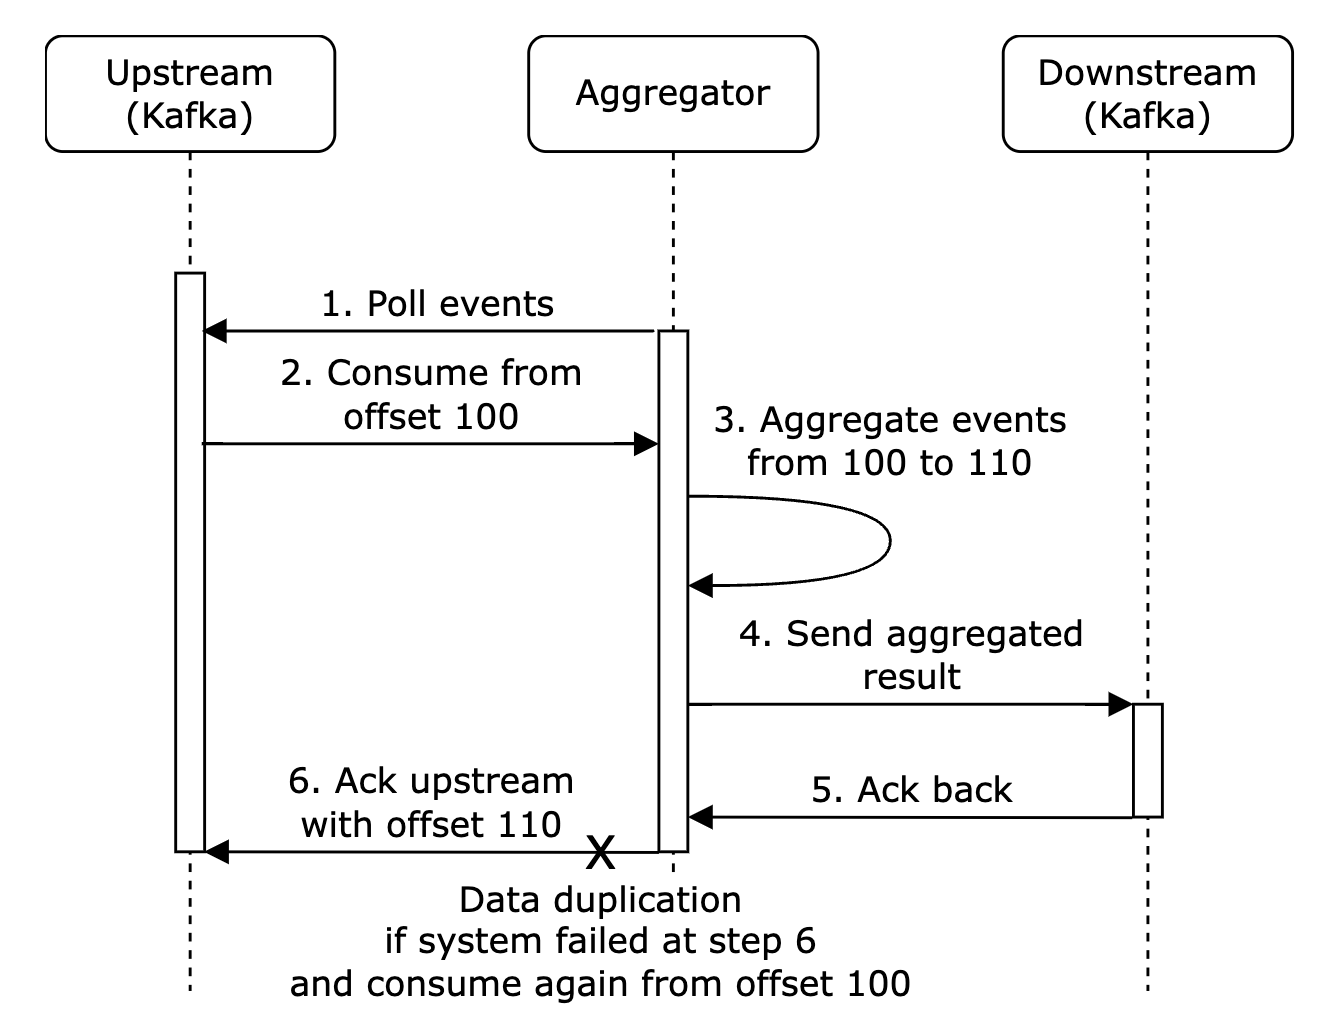 Upstream
(Kafka)
Aggregator
Downstream
(Kafka)
1. Poll events
2. Consume from
offset 100
3. Aggregate events
from 100 to 110
4. Send aggregated
result
5. Ack back
6. Ack upstream
with offset 110
X
Data duplication
if system failed at step 6
and consume again from offset 100